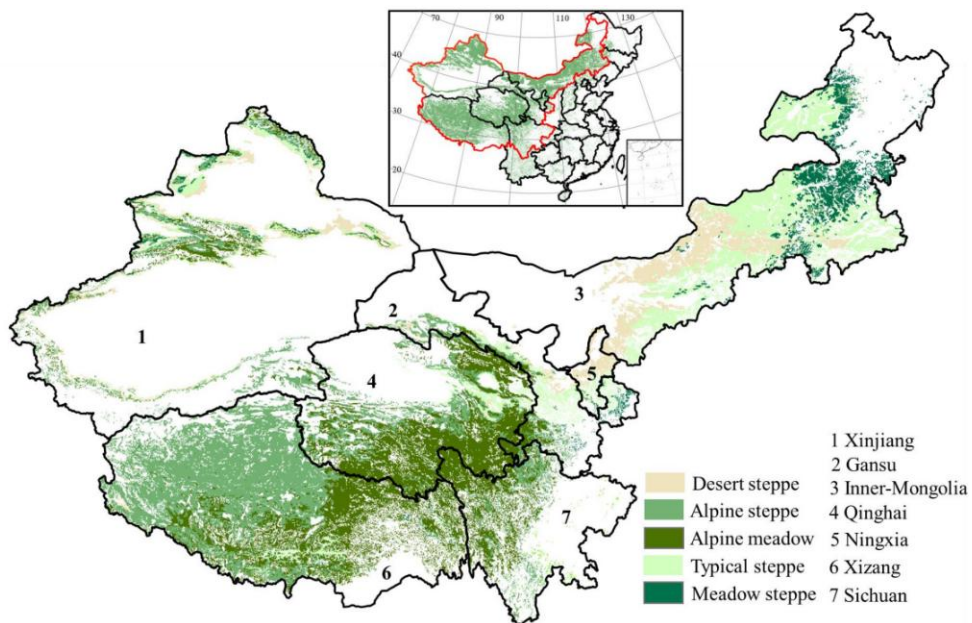 70 90 110 130
40
30
20
1
2
3
4
5
6
7
Desert steppe
Alpine steppe
Alpine meadow
Typical steppe
Meadow steppe
1 Xinjiang
2 Gansu
3 Inner-Mongolia
4 Qinghai
5 Ningxia
6 Xizang
7 Sichuan